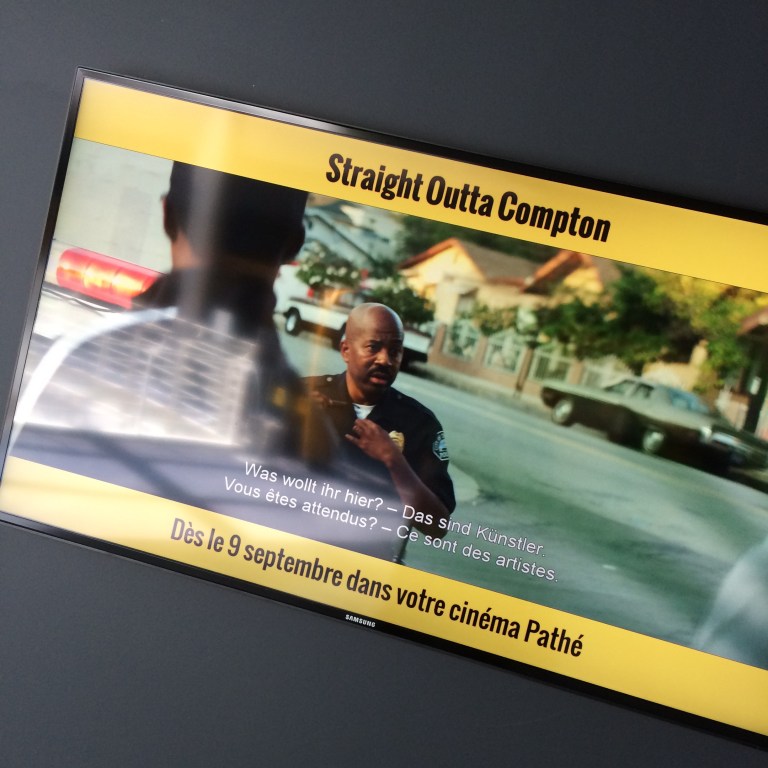 Straight Outta Compton
Was wollt ihr hier? – Das sind Künstler.
Vous êtes attendus? – Ce sont des artistes.
Dès le 9 septembre dans votre cinéma Pathé
SAMSUNG